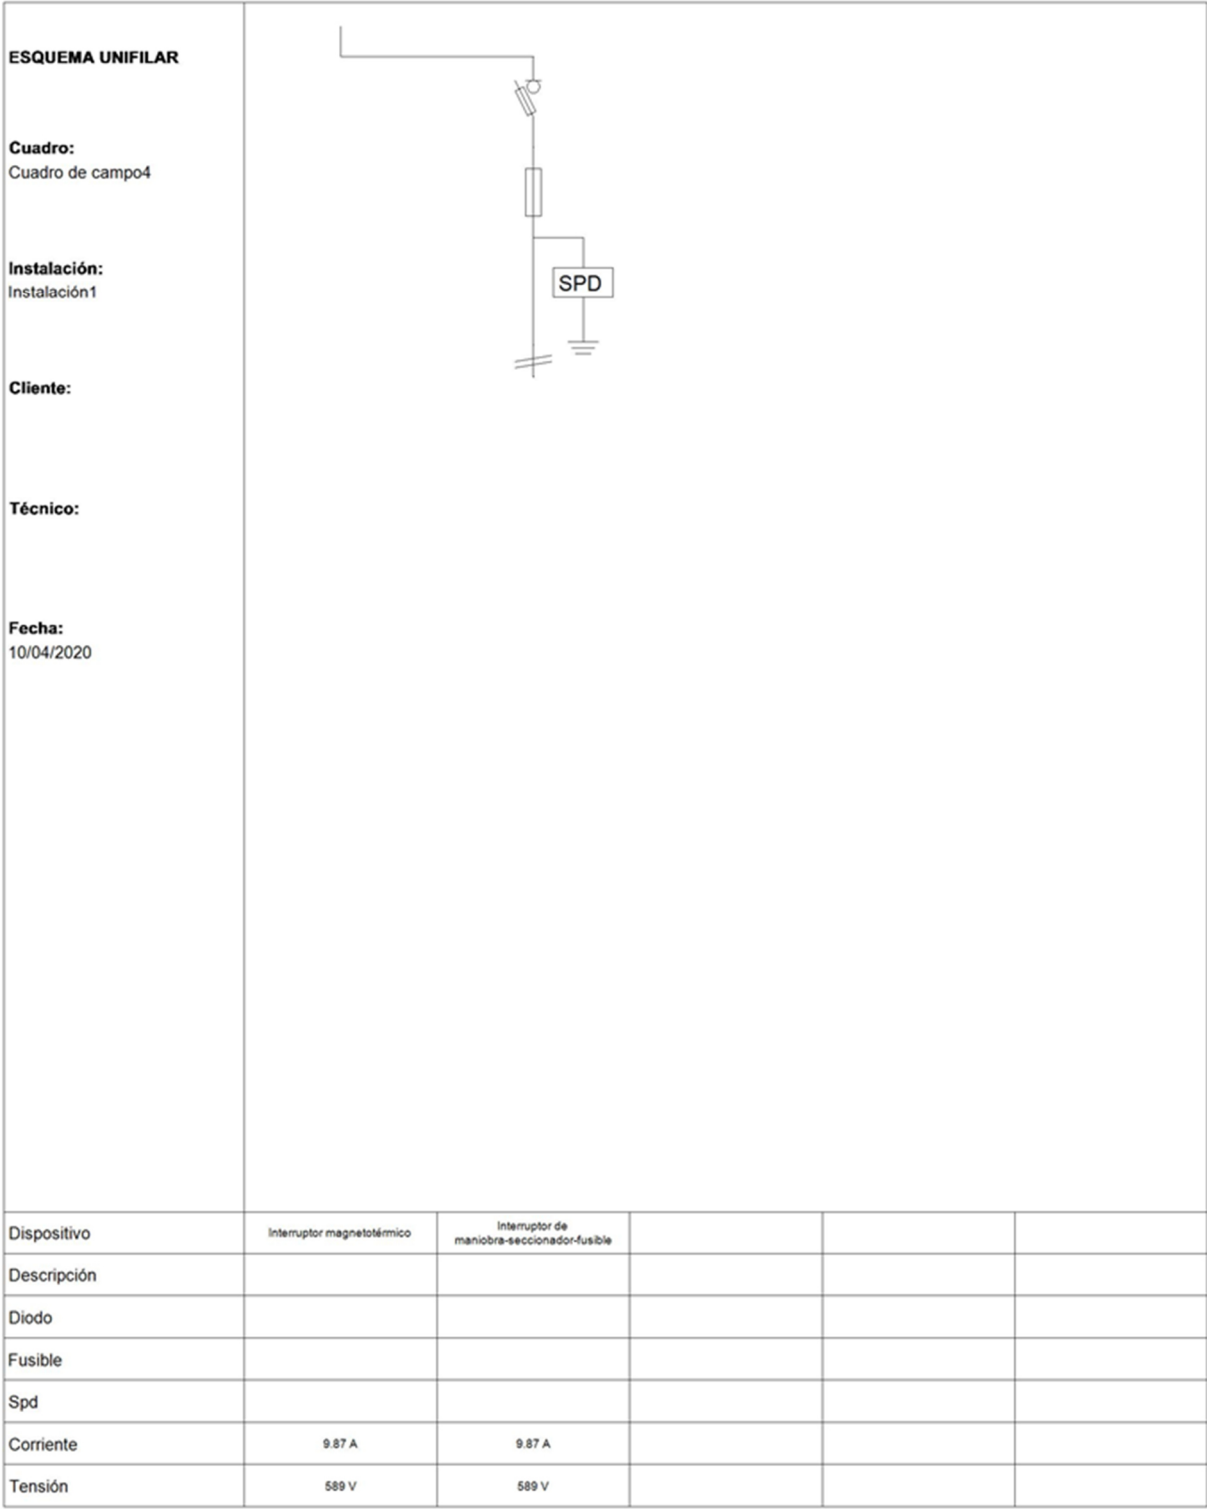 ESQUEMA UNIFILAR
Cuadro:
Cuadro de campo4
Instalación:
Instalación1
Cliente:
Técnico:
Fecha:
10/04/2020
SPD
Dispositivo
Interruptor magnetotérmico
Interruptor de
maniobra-seccionador-fusible
Descripción
Diodo
Fusible
Spd
Corriente
9.87 A
9.87 A
Tensión
589 V
589 V